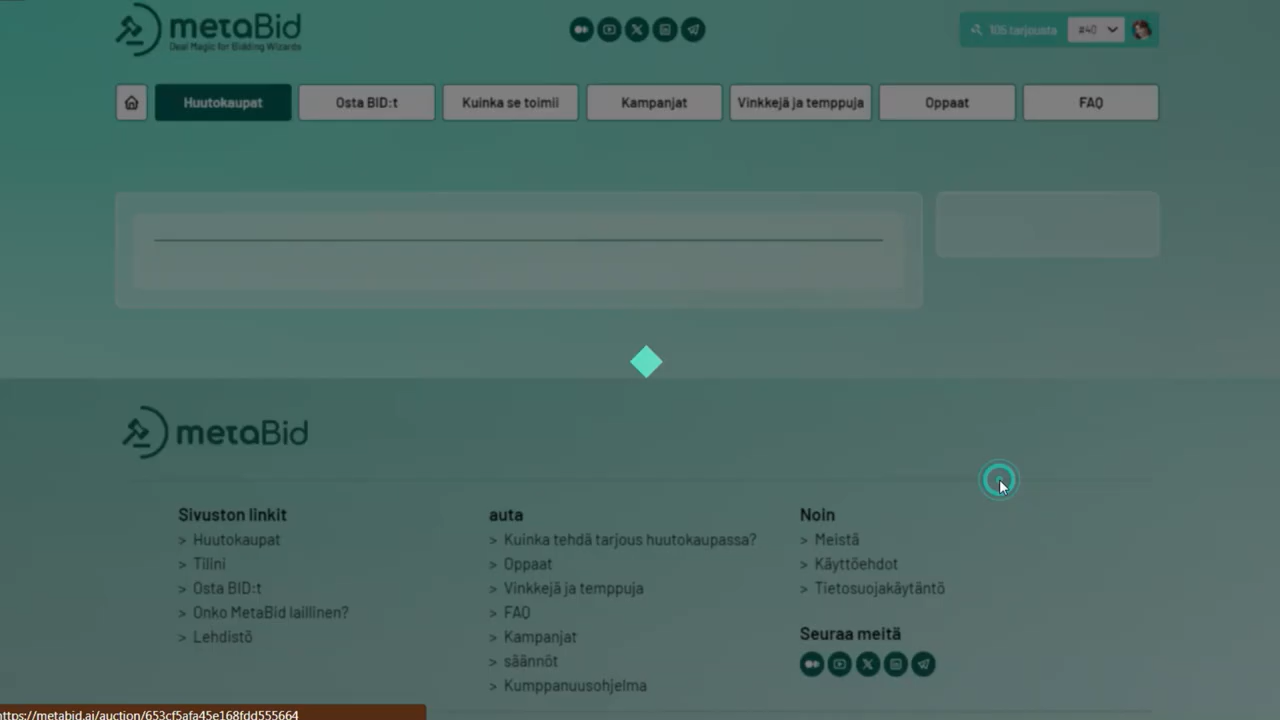 metaBid
Deal Magic for Bidding Wizards
105 tarjousta
#40
Huutokaupat
Osta BID:t
Kuinka se toimii
Kampanjat
Vinkkejä ja temppuja
Oppaat
FAQ
metaBid
Sivuston linkit
> Huutokaupat
> Tilini
> Osta BID:t
> Onko MetaBid laillinen?
> Lehdistö
auta
> Kuinka tehdä tarjous huutokaupassa?
> Oppaat
> Vinkkejä ja temppuja
> FAQ
> Kampanjat
> säännöt
> Kumppanuusohjelma
Noin
> Meistä
> Käyttöehdot
> Tietosuojakäytäntö
Seuraa meitä
https://metabid.ai/auction/653cf5afa45e168fdd555664